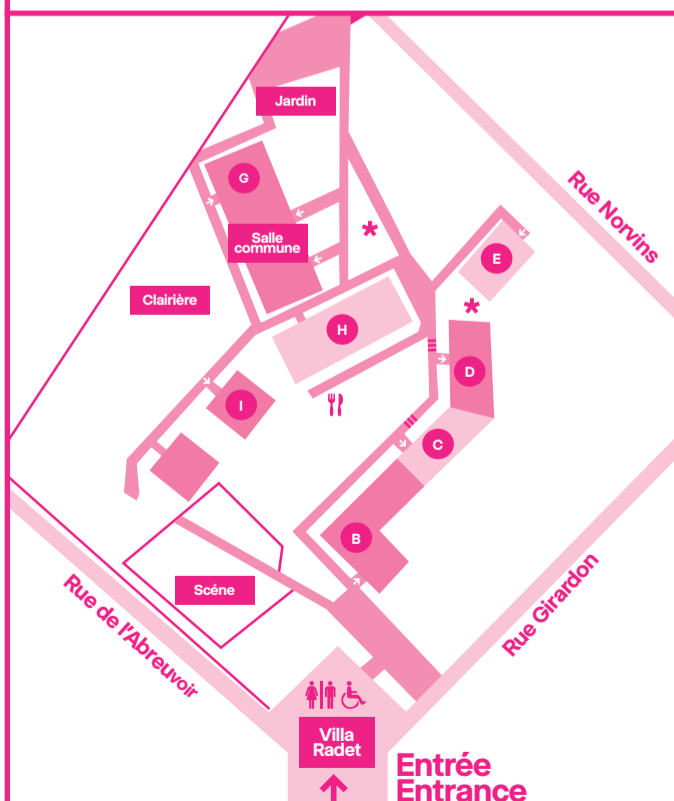 Jardin
G
Rue Norvins
*
Salle
commune
E
Clairière
*
H
D
I
C
B
Scéne
Rue de l'Abreuvoir
Rue Girardon
Villa
Radet
Entrée
Entrance